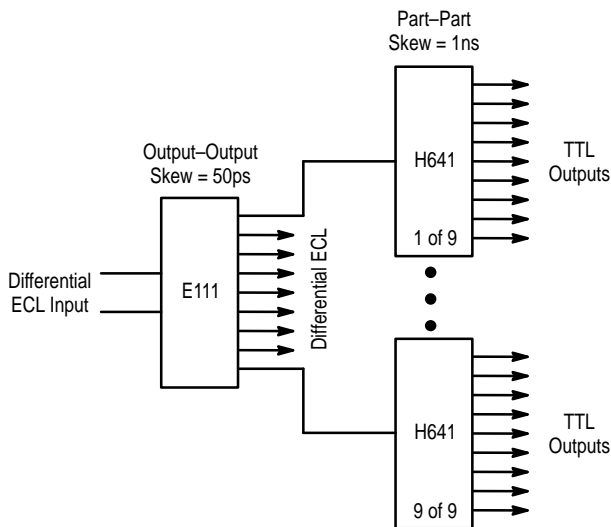 Part–Part
Skew = 1ns
H641
1 of 9
TTL
Outputs
Output–Output
Skew = 50ps
E111
Differential ECL
Differential
ECL Input
H641
9 of 9
TTL
Outputs